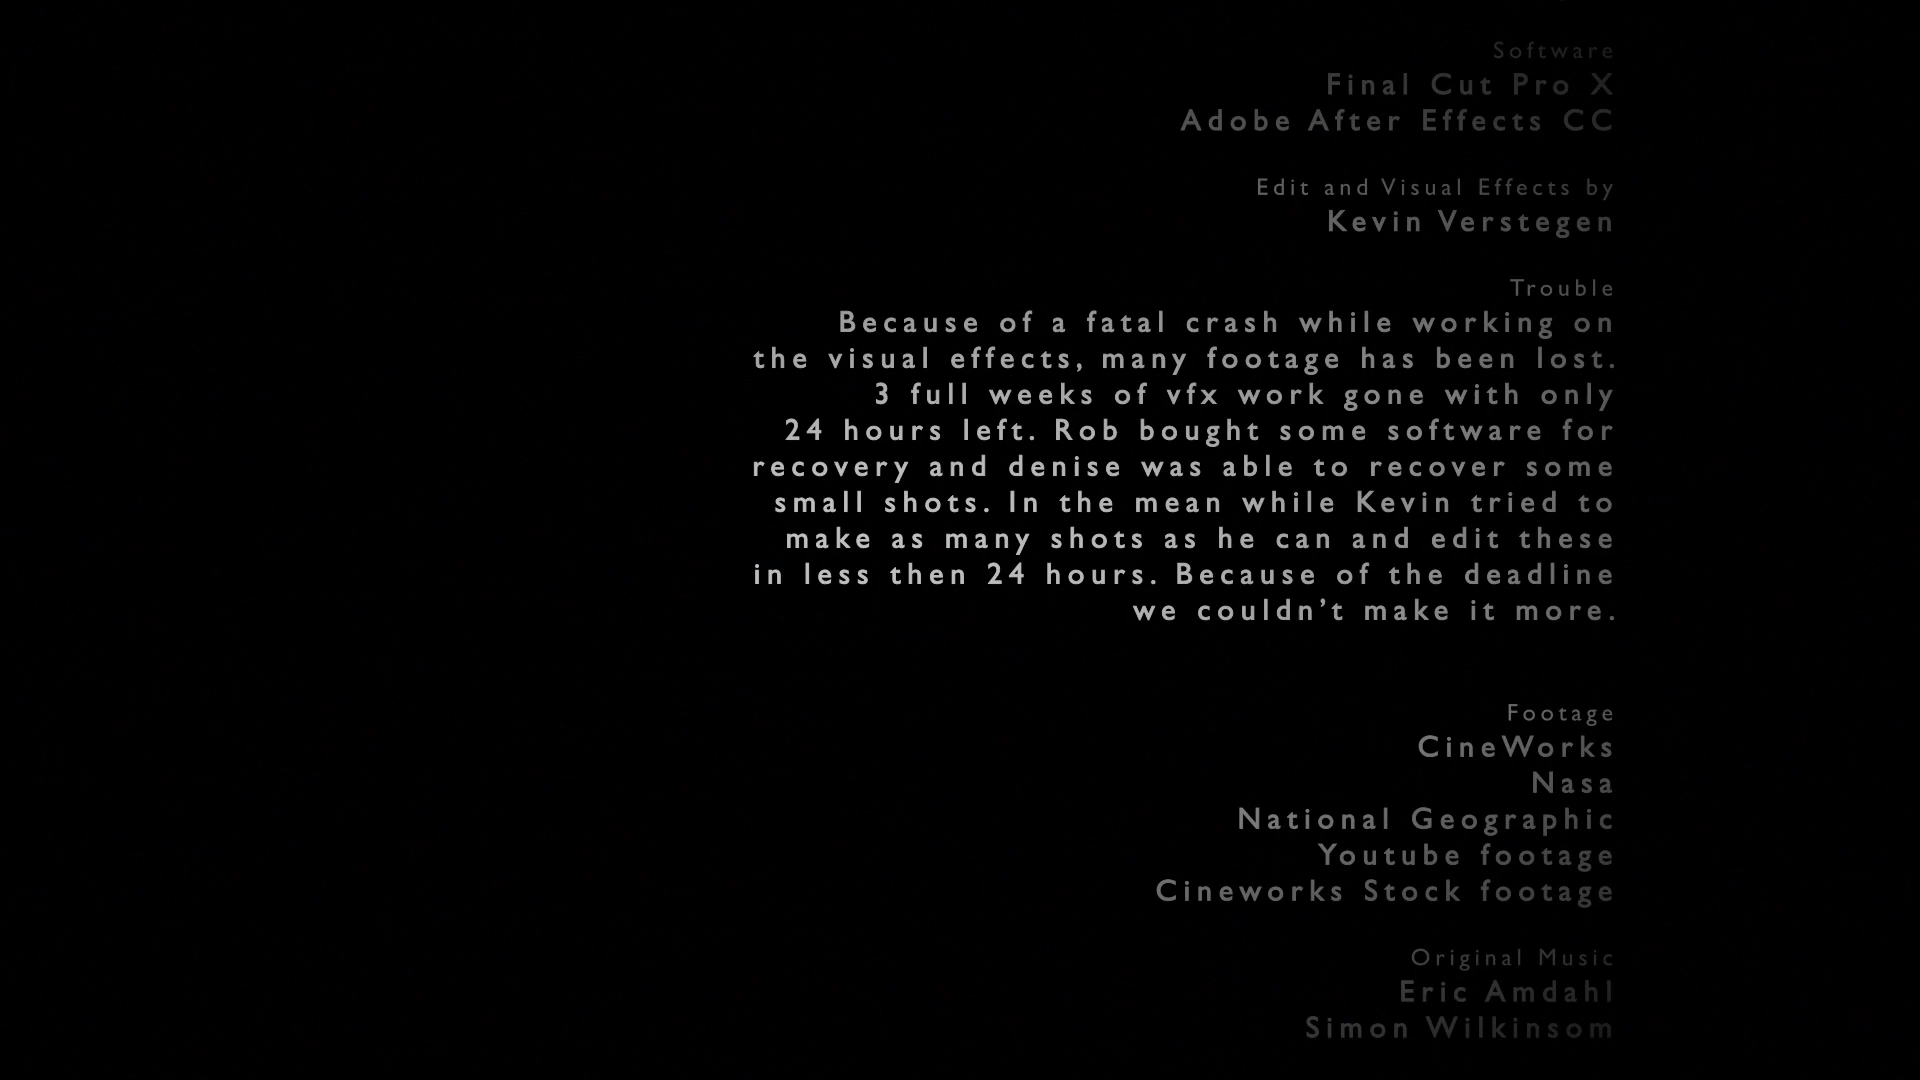 Software
Final Cut Pro X
Adobe After Effects CC
Edit and Visual Effects by
Kevin Verstegen
Trouble
Because of a fatal crash while working on
the visual effects, many footage has been lost.
3 full weeks of vfx work gone with only
24 hours left. Rob bought some software for
recovery and denise was able to recover some
small shots. In the mean while Kevin tried to
make as many shots as he can and edit these
in less then 24 hours. Because of the deadline
we couldn’t make it more.
Footage
CineWorks
Nasa
National Geographic
Youtube footage
Cineworks Stock footage
Original Music
Eric Amdahl
Simon Wilkinsom